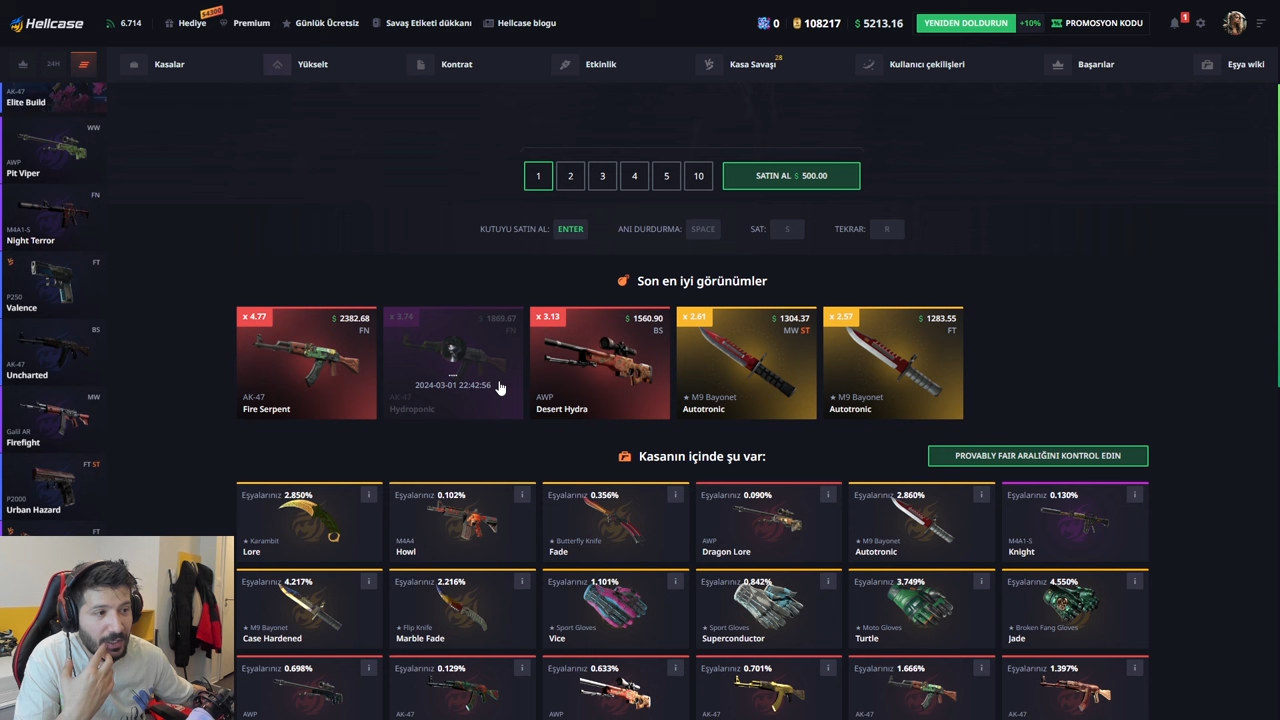 Hellcase
6.714
Hediye
$4300
Premium
Günlük Ücretsiz
Savaş Etiketi dükkanı
Hellcase blogu
0
108217
$ 5213.16
YENİDEN DOLDURUN
+10%
PROMOSYON KODU
1
24H
Kasalar
Yükselt
Kontrat
Etkinlik
Kasa Savaşı
28
Kullanıcı çekilişleri
Başarılar
Eşya wiki
AK-47
Elite Build
WW
AWP
Pit Viper
FN
M4A1-S
Night Terror
FT
P250
Valence
BS
AK-47
Uncharted
MW
Galil AR
Firefight
FT ST
P2000
Urban Hazard
FT
1
2
3
4
5
10
SATIN AL $ 500.00
KUTUYU SATIN AL: ENTER
ANI DURDURMA: SPACE
SAT: S
TEKRAR: R
Son en iyi görünümler
x 4.77
$ 2382.68
FN
AK-47
Fire Serpent
x 3.74
$ 1869.67
FN
....
2024-03-01 22:42:56
AK-47
Hydroponic
x 3.13
$ 1560.90
BS
AWP
Desert Hydra
x 2.61
$ 1304.37
MW ST
★ M9 Bayonet
Autotronic
x 2.57
$ 1283.55
FT
★ M9 Bayonet
Autotronic
Kasanın içinde şu var:
PROVABLY FAIR ARALIĞINI KONTROL EDIN
Eşyalarınız 2.850%
★ Karambit
Lore
Eşyalarınız 0.102%
M4A4
Howl
Eşyalarınız 0.356%
★ Butterfly Knife
Fade
Eşyalarınız 0.090%
AWP
Dragon Lore
Eşyalarınız 2.860%
★ M9 Bayonet
Autotronic
Eşyalarınız 0.130%
M4A1-S
Knight
Eşyalarınız 4.217%
★ M9 Bayonet
Case Hardened
Eşyalarınız 2.216%
★ Flip Knife
Marble Fade
Eşyalarınız 1.101%
★ Sport Gloves
Vice
Eşyalarınız 0.842%
★ Sport Gloves
Superconductor
Eşyalarınız 3.749%
★ Moto Gloves
Turtle
Eşyalarınız 4.550%
★ Broken Fang Gloves
Jade
Eşyalarınız 0.698%
AWP
Eşyalarınız 0.129%
AK-47
Eşyalarınız 0.633%
AWP
Eşyalarınız 0.701%
AK-47
Eşyalarınız 1.666%
AK-47
Eşyalarınız 1.397%
AK-47